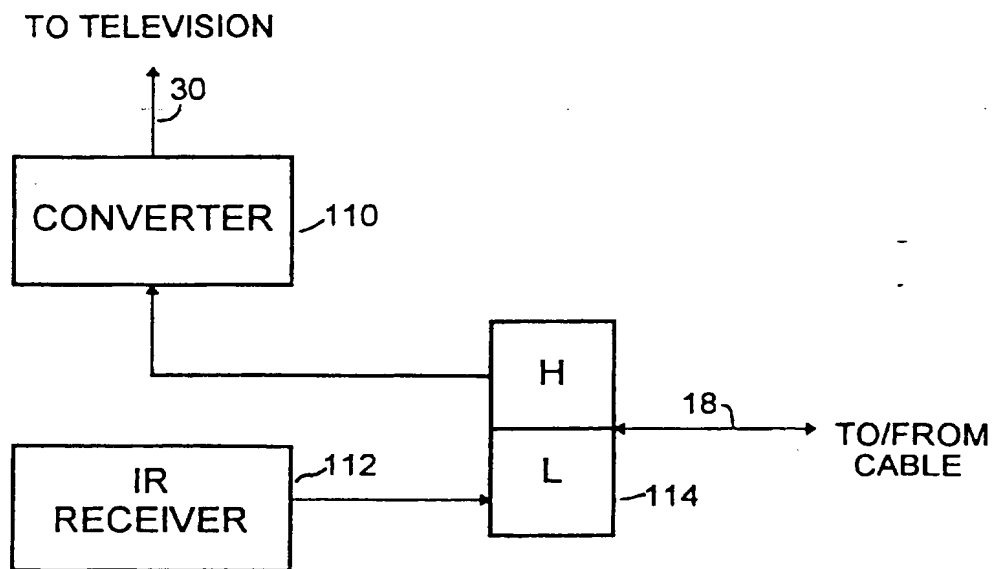 TO TELEVISION
30
CONVERTER
110
H
18
TO/FROM
CABLE
IR
RECEIVER
112
L
114